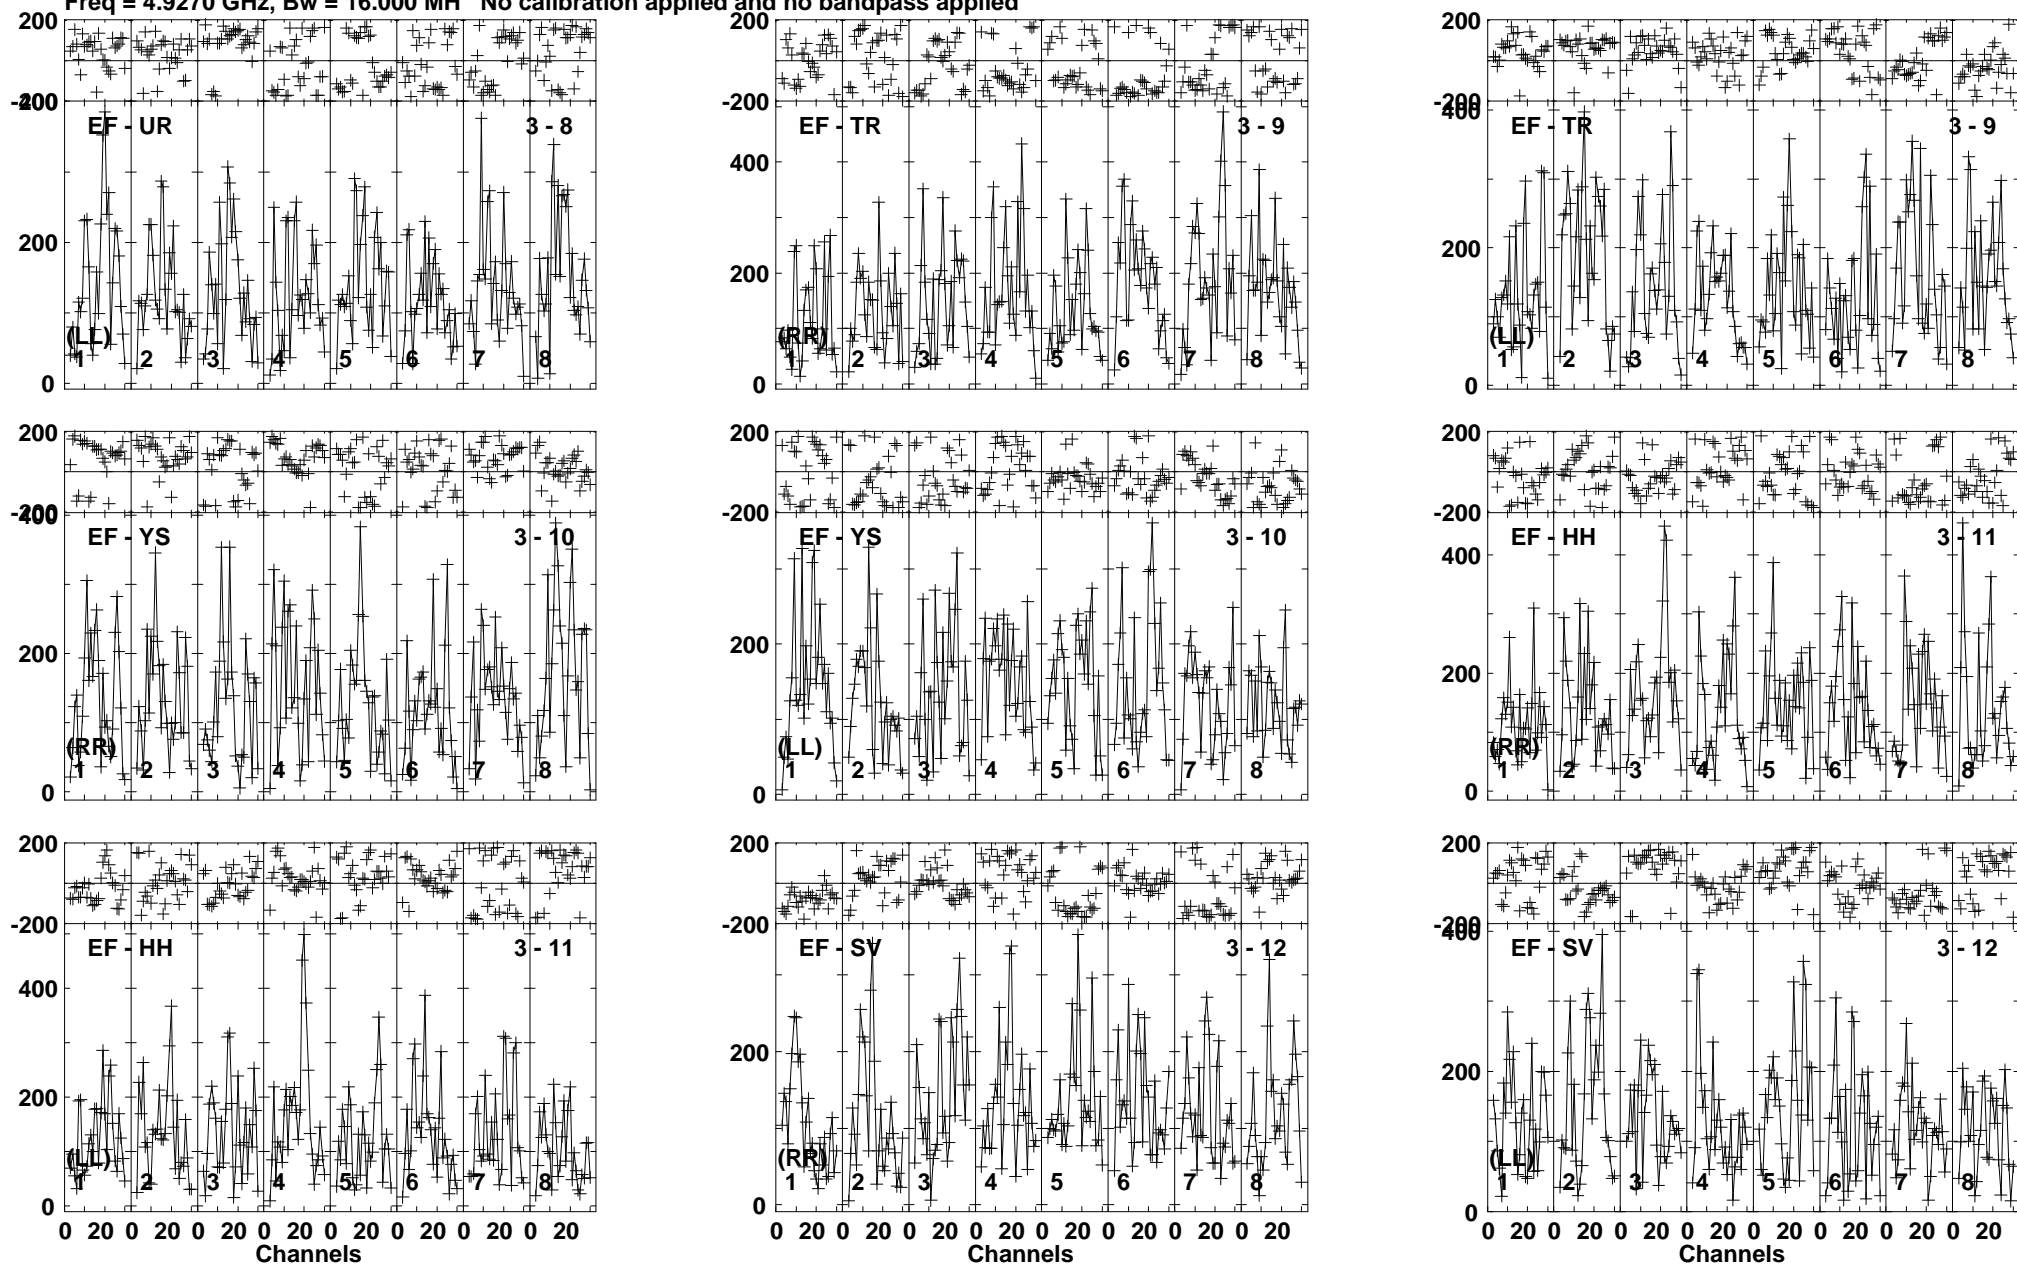 Freq = 4.9270 GHz, Bw = 16.000 MH No calibration applied and no bandpass applied
200 200 200
-200 -200 -200
400 400
EF - UR 3 - 8 EF - TR 3 - 9 EF - TR 3 - 9
400
200 200 200
(LL) (RR) (LL)
1 2 3 4 5 6 7 8 1 2 3 4 5 6 7 8 1 2 3 4 5 6 7 8
0 0 0
200 200 200
-200 -200 -200
400
EF - YS 3 - 10 EF - YS 3 - 10 EF - HH 3 - 11
400
200 200 200
(RR) (LL) (RR)
1 2 3 4 5 6 7 8 1 2 3 4 5 6 7 8 1 2 3 4 5 6 7 8
0 0 0
200 200 200
-200 -200 -200
400
EF - HH 3 - 11 EF - SV 3 - 12 EF - SV 3 - 12
400
200 200 200
(LL) (RR) (LL)
1 2 3 4 5 6 7 8 1 2 3 4 5 6 7 8 1 2 3 4 5 6 7 8
0 0 0
0 20 0 20 0 20 0 20 0 20 0 20 0 20 0 20 0 20 0 20 0 20 0 20 0 20 0 20 0 20 0 20 0 20 0 20 0 20 0 20 0 20 0 20 0 20 0 20
Channels Channels Channels